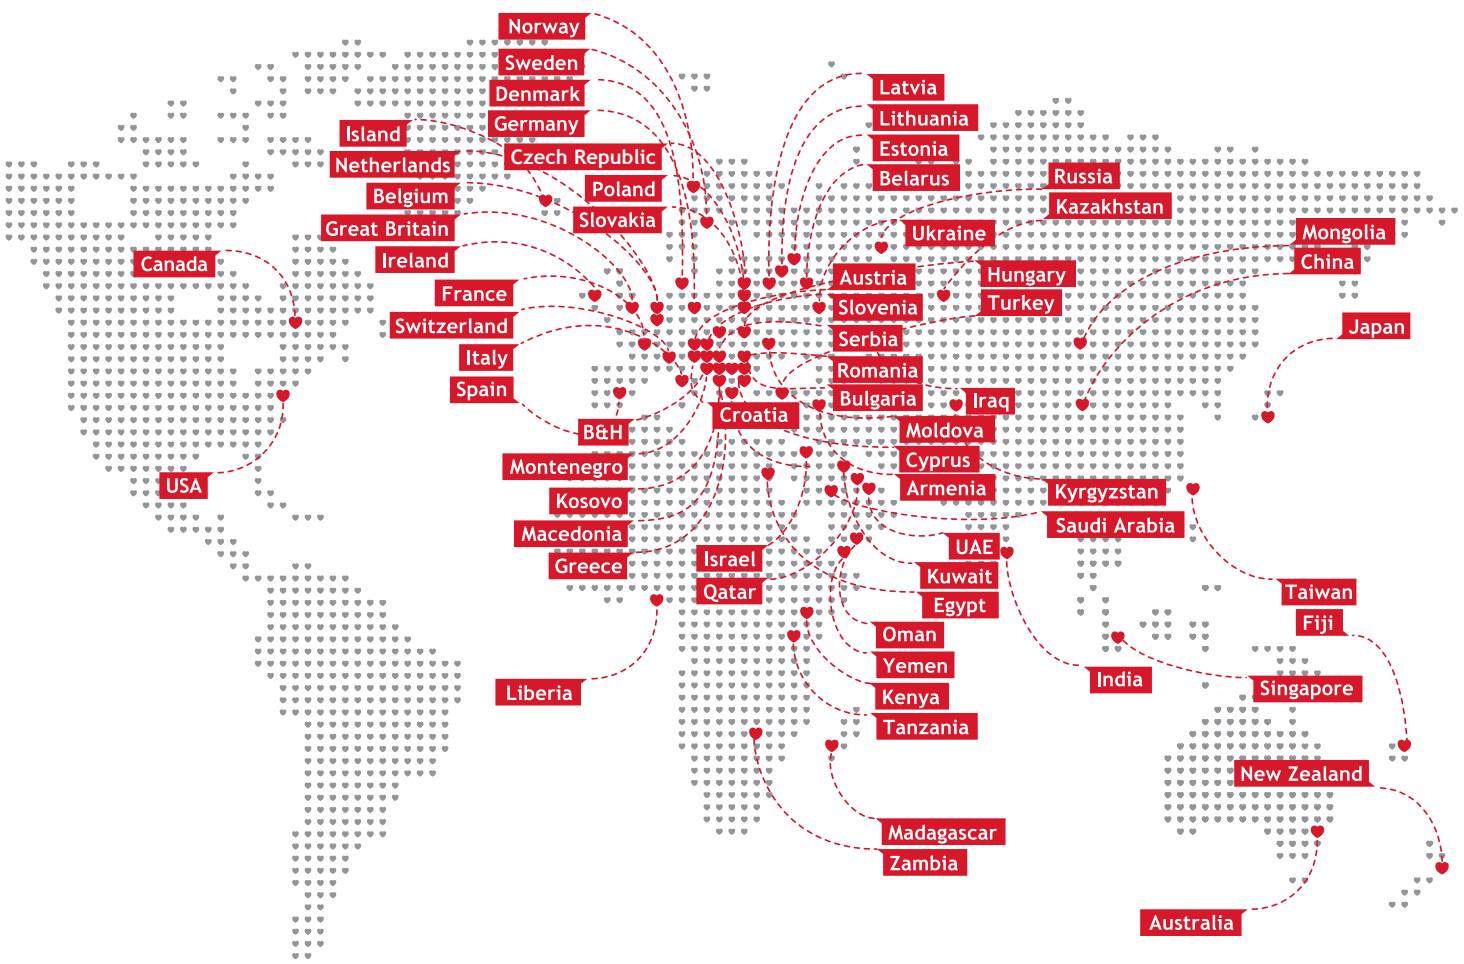 Norway
Sweden
Denmark
Germany
Island
Czech Republic
Netherlands
Poland
Belgium
Slovakia
Great Britain
Ireland
Canada
France
Switzerland
Italy
Spain
USA
B&H
Montenegro
Kosovo
Macedonia
Greece
Croatia
Israel
Qatar
Liberia
Latvia
Lithuania
Estonia
Belarus
Russia
Kazakhstan
Ukraine
Austria
Hungary
Slovenia
Turkey
Serbia
Romania
Bulgaria
Iraq
Moldova
Cyprus
Armenia
Kyrgyzstan
Saudi Arabia
UAE
Kuwait
Egypt
Oman
Yemen
Kenya
Tanzania
Madagascar
Zambia
Mongolia
China
Japan
Taiwan
Fiji
India
Singapore
New Zealand
Australia